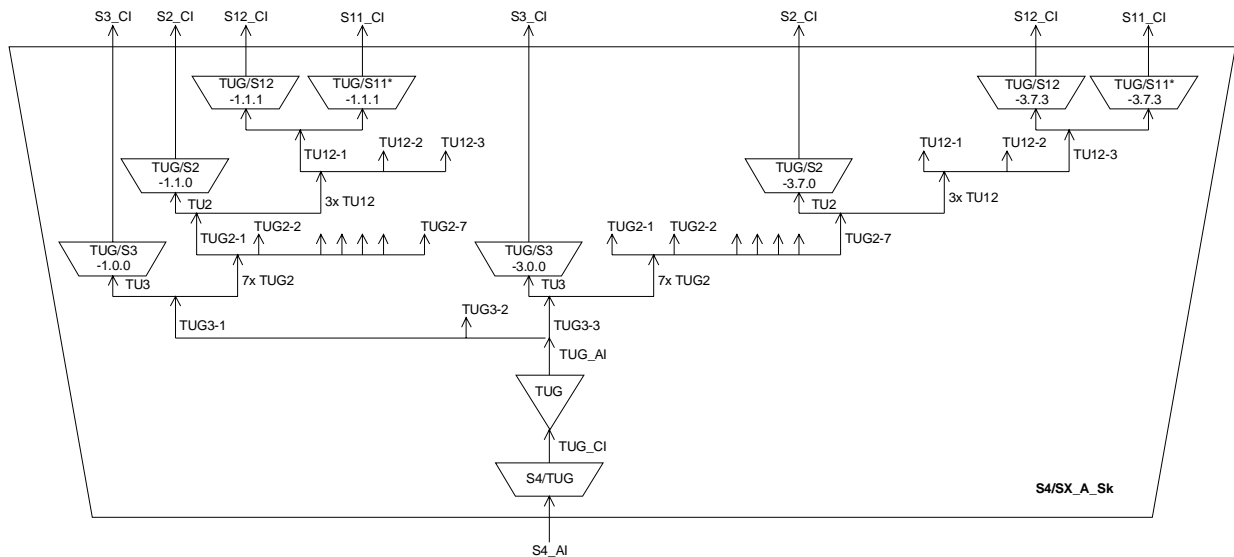 S3_CI
S2_CI
S12_CI
S11_CI
S3_CI
S2_CI
S12_CI
S11_CI
TUG/S12
-1.1.1
TUG/S11*
-1.1.1
TUG/S12
-3.7.3
TUG/S11*
-3.7.3
TU12-1
TU12-2
TU12-3
TU12-1
TU12-2
TU12-3
TUG/S2
-1.1.0
TUG/S2
-3.7.0
TU2
3x TU12
TU2
3x TU12
TUG2-1
TUG2-2
TUG2-7
TUG2-1
TUG2-2
TUG2-7
TUG/S3
-1.0.0
TUG/S3
-3.0.0
TU3
7x TUG2
TU3
7x TUG2
TUG3-1
TUG3-2
TUG3-3
TUG_AI
TUG
TUG_CI
S4/TUG
S4/SX_A_Sk
S4_AI